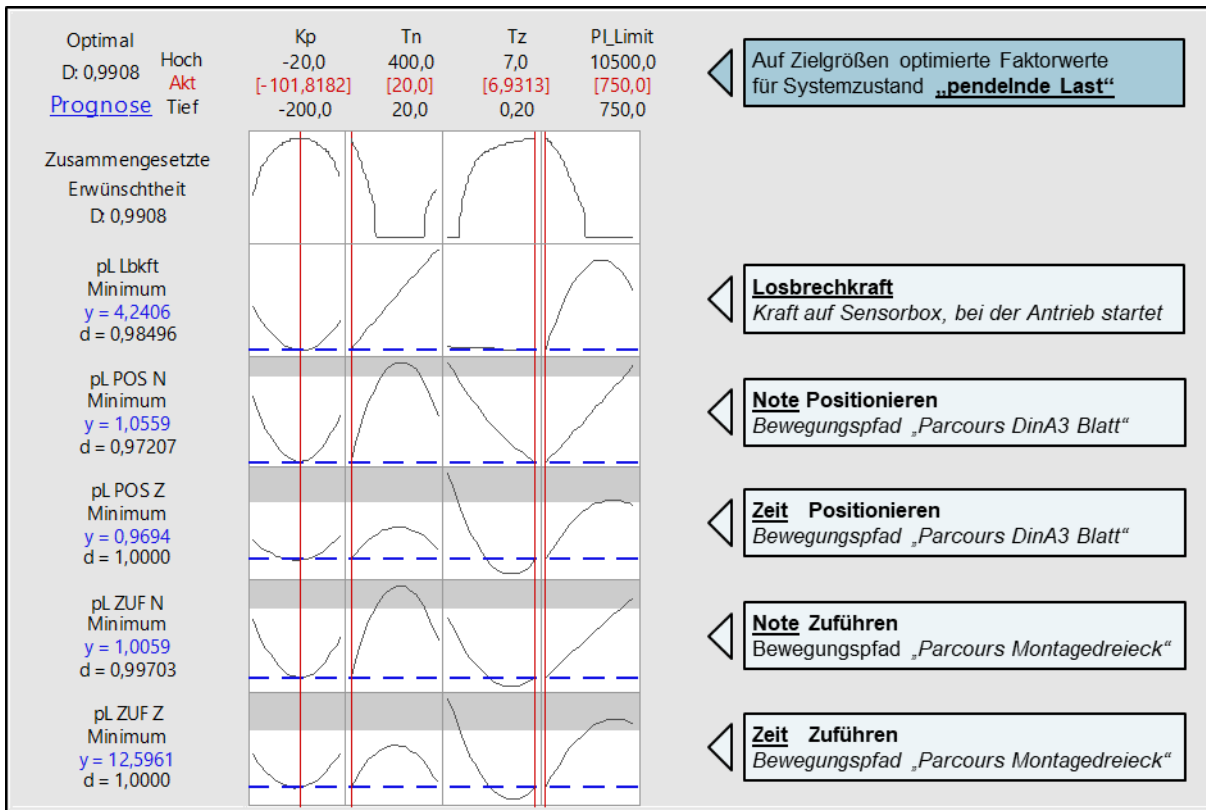 Optimal
D: 0,9908
Prognose
Hoch
Akt
Tief
Kp
-20,0
[-101,8182]
-200,0
Tn
400,0
[20,0]
20,0
Tz
7,0
[6,9313]
0,20
PI_Limit
10500,0
[750,0]
750,0
Auf Zielgrößen optimierte Faktorwerte
für Systemzustand „pendelnde Last“
Zusammengesetzte
Erwünschtheit
D: 0,9908
pL Lbkft
Minimum
y = 4,2406
d = 0,98496
Losbrechkraft
Kraft auf Sensorbox, bei der Antrieb startet
pL POS N
Minimum
y = 1,0559
d = 0,97207
Note Positionieren
Bewegungspfad „Parcours DinA3 Blatt“
pL POS Z
Minimum
y = 0,9694
d = 1,0000
Zeit Positionieren
Bewegungspfad „Parcours DinA3 Blatt“
pL ZUF N
Minimum
y = 1,0059
d = 0,99703
Note Zuführen
Bewegungspfad „Parcours Montagedreieck“
pL ZUF Z
Minimum
y = 12,5961
d = 1,0000
Zeit Zuführen
Bewegungspfad „Parcours Montagedreieck“